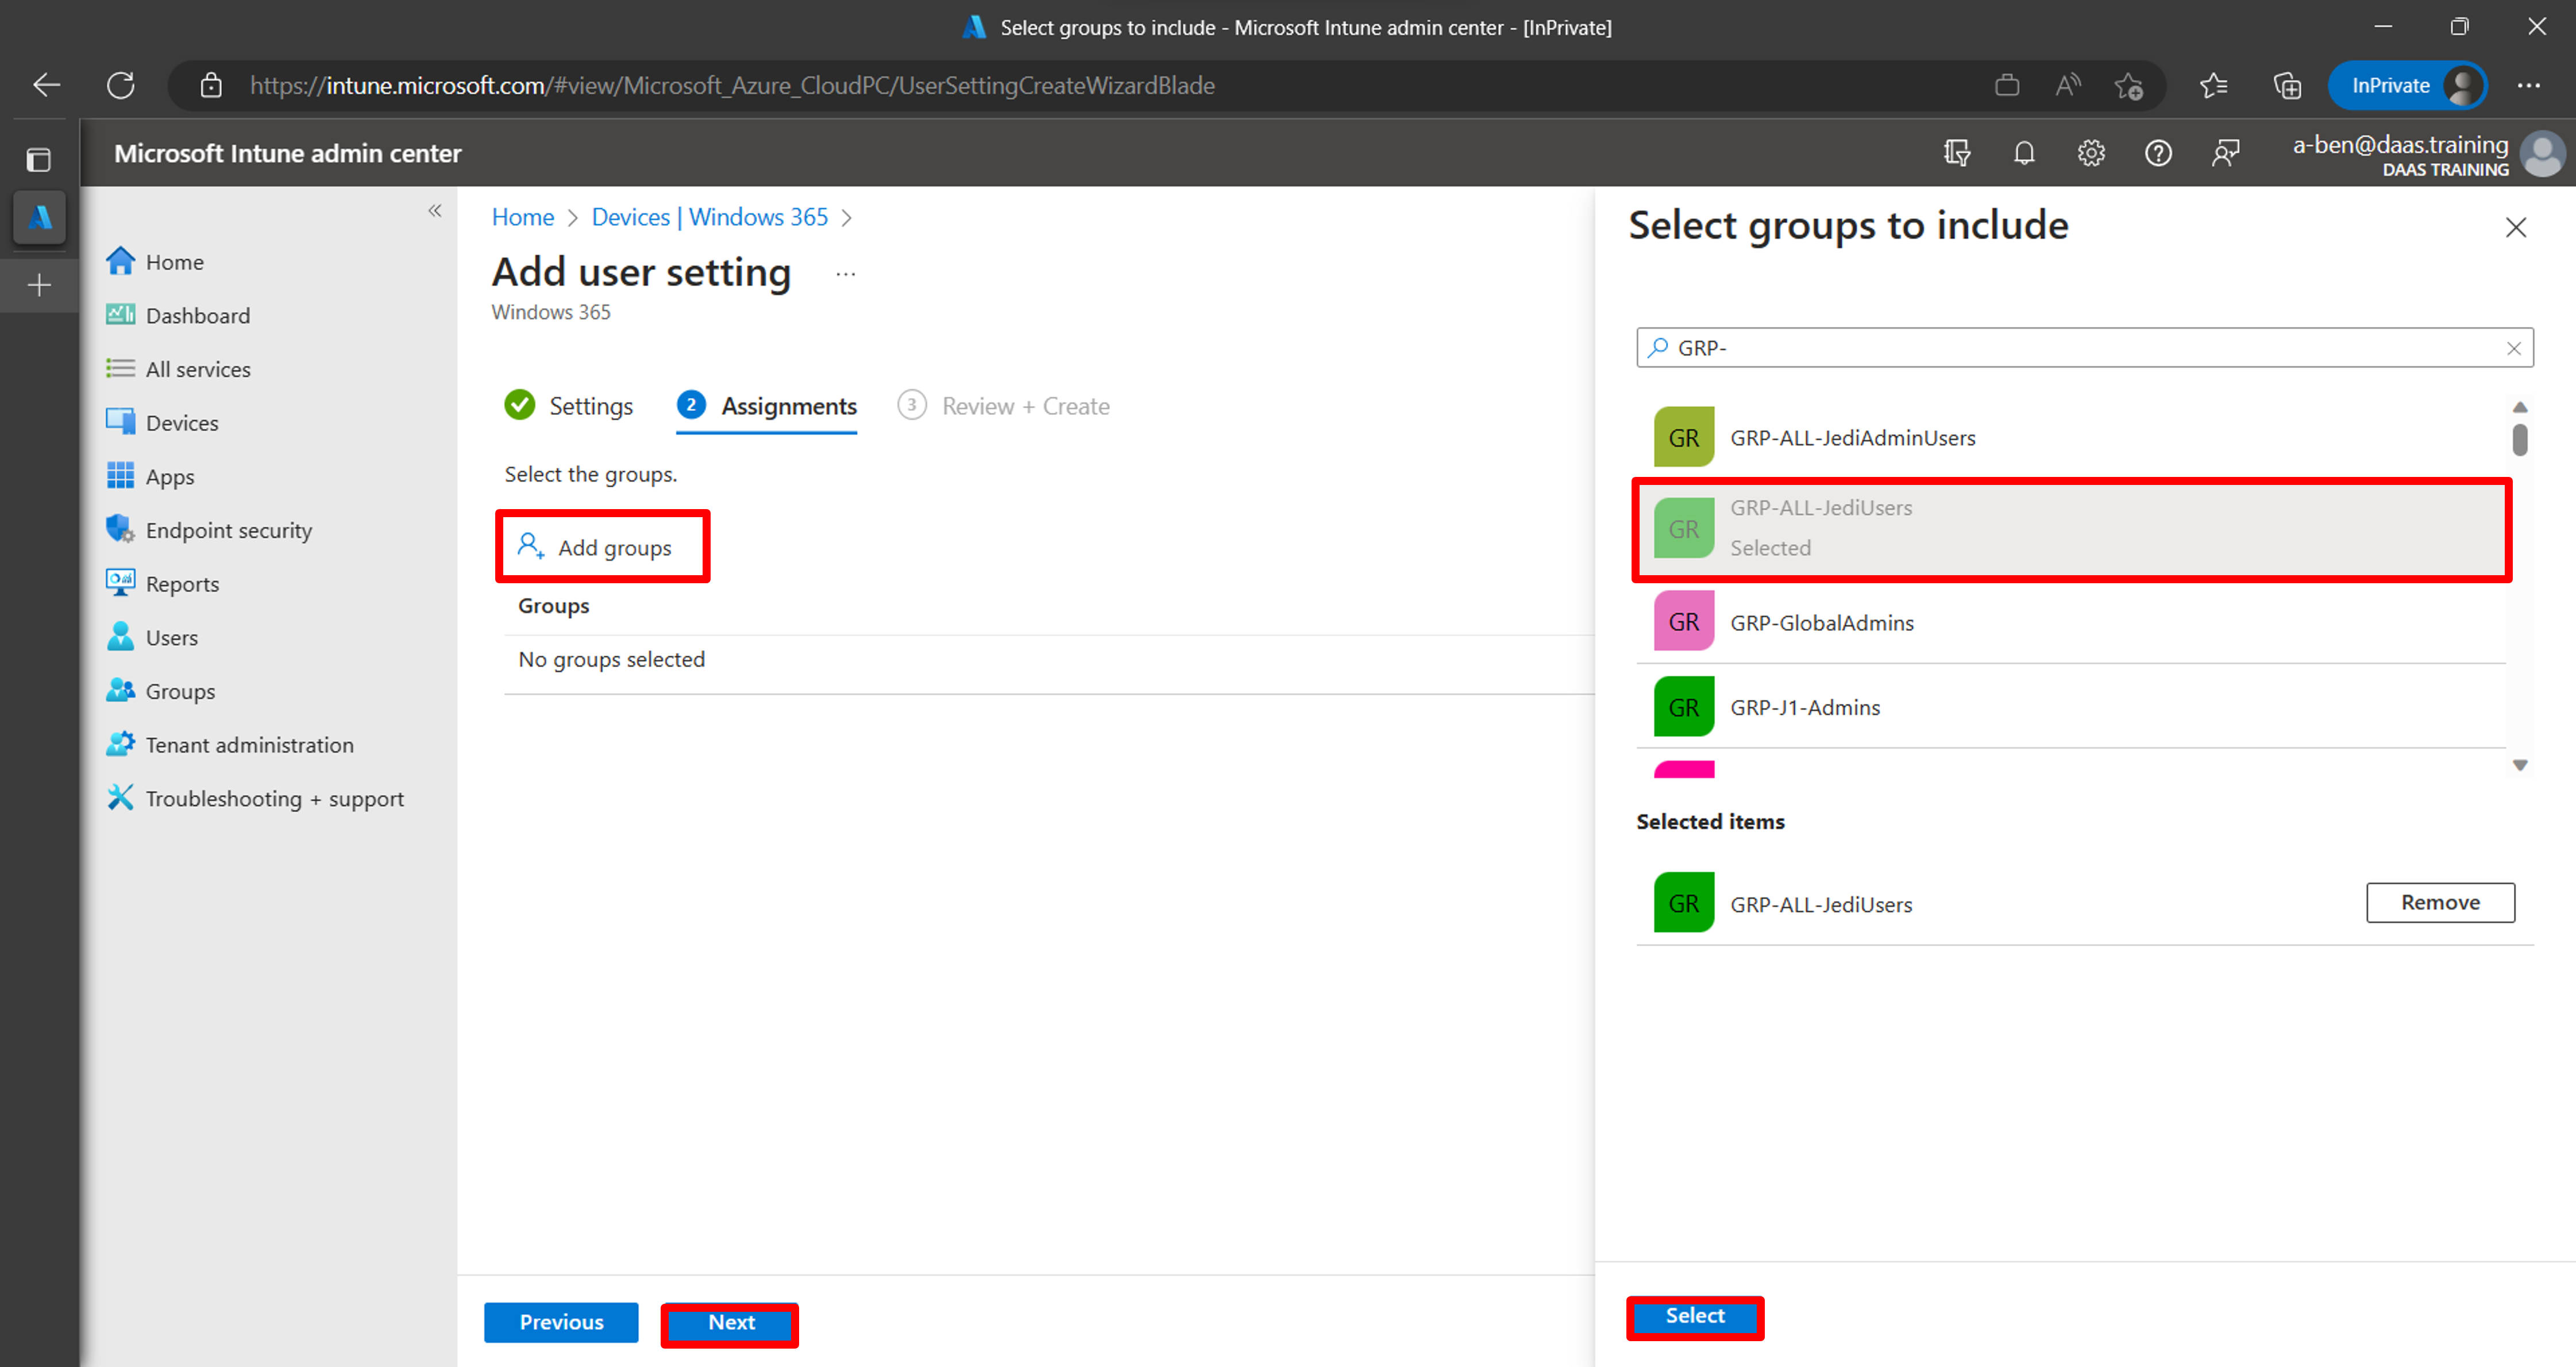 Select groups to include - Microsoft Intune admin center - [InPrivate]
https://intune.microsoft.com/#view/Microsoft_Azure_CloudPC/UserSettingCreateWizardBlade
InPrivate
Microsoft Intune admin center
a-ben@daas.training
DAAS TRAINING
Home
Dashboard
All services
Devices
Apps
Endpoint security
Reports
Users
Groups
Tenant administration
Troubleshooting + support
Home > Devices | Windows 365 >
Add user setting ...
Windows 365
Settings 2 Assignments 3 Review + Create
Select the groups.
Add groups
Groups
No groups selected
Previous Next
Select groups to include
GRP-
GR GRP-ALL-JediAdminUsers
GR GRP-ALL-JediUsers
Selected
GR GRP-GlobalAdmins
GR GRP-J1-Admins
Selected items
GR GRP-ALL-JediUsers Remove
Select